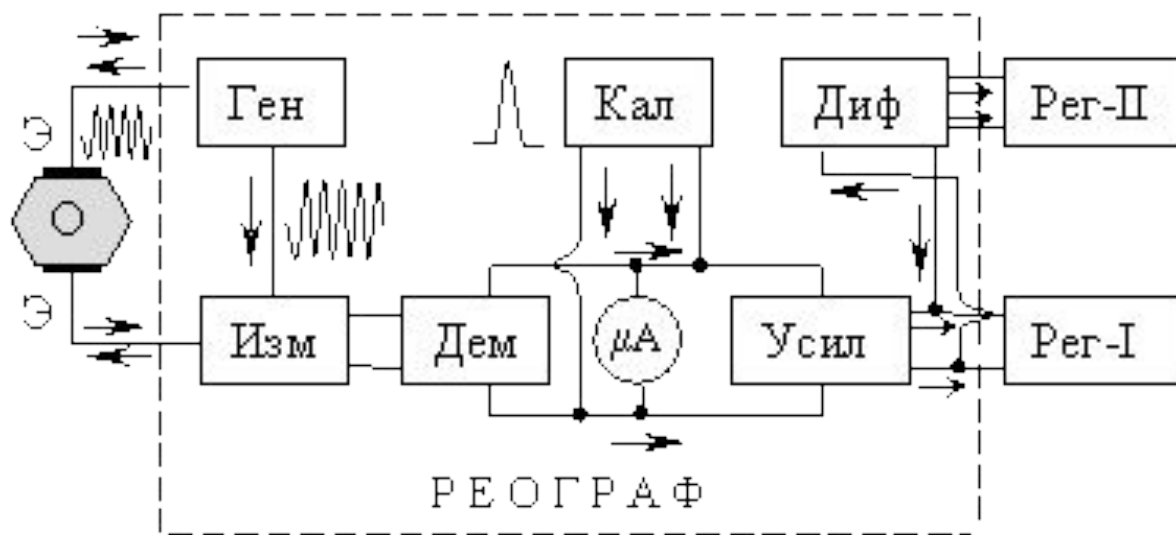 Ген
Кал
Диф
Рег-II
Э
О
Э
Изм
Дем
μA
Усил
Рег-I
РЕОГРАФ